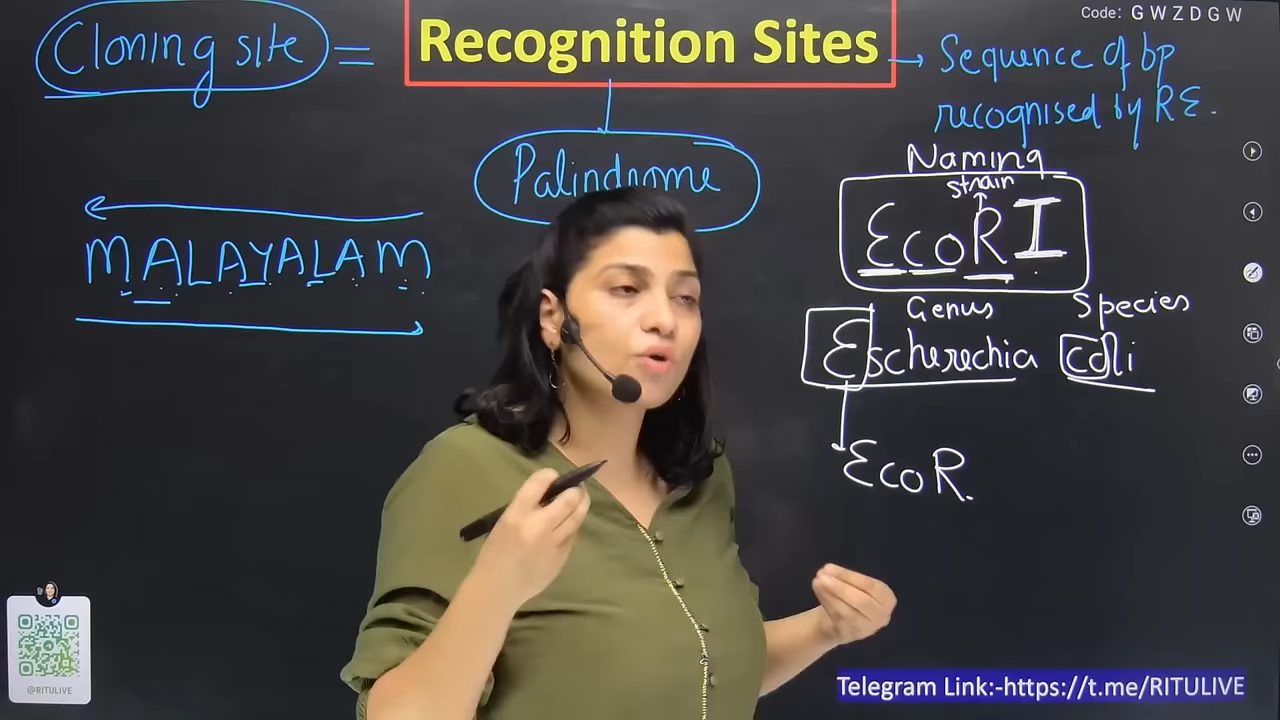 Code: G W Z D G W
Cloning site = Recognition Sites → Sequence of bp
recognised by RE.
Palindrome
Naming
strain
EcoRI
MALAYALAM
Genus Species
Escherechia coli
EcoR.
@RITULIVE
Telegram Link:-https://t.me/RITULIVE